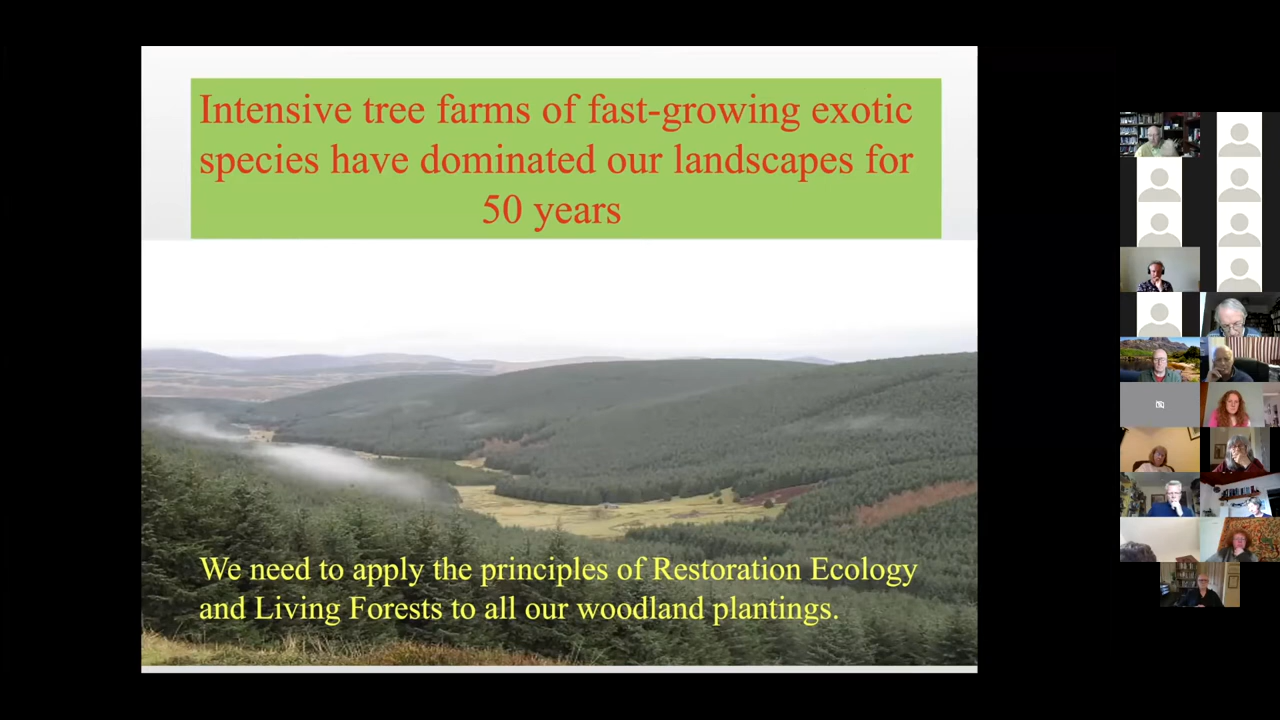 Intensive tree farms of fast-growing exotic
species have dominated our landscapes for
50 years
We need to apply the principles of Restoration Ecology
and Living Forests to all our woodland plantings.